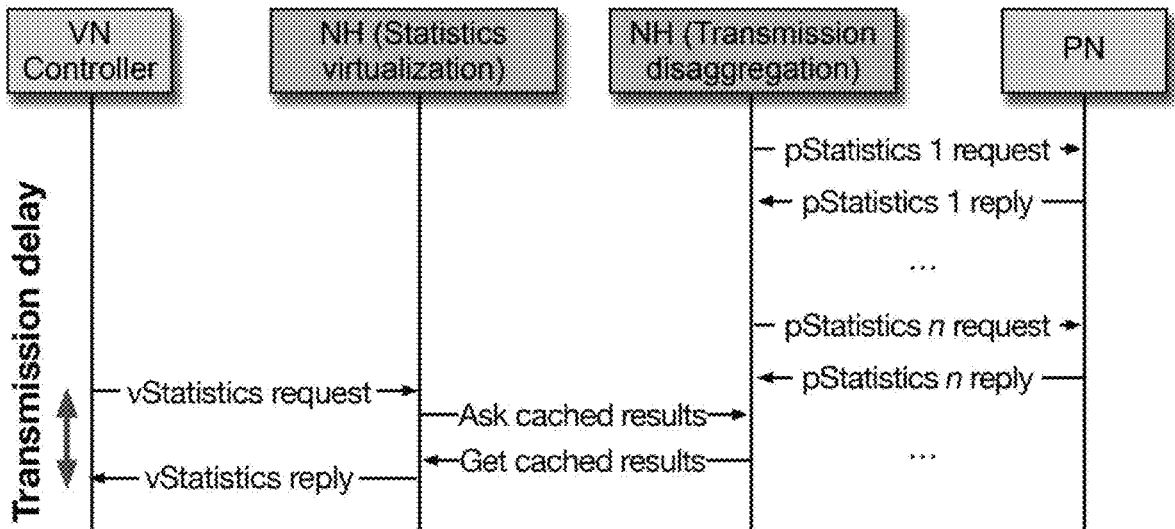 VN
Controller
NH (Statistics
virtualization)
NH (Transmission
disaggregation)
PN
pStatistics 1 request
pStatistics 1 reply
...
pStatistics n request
pStatistics n reply
vStatistics request
Ask cached results
Get cached results
...
vStatistics reply
Transmission delay